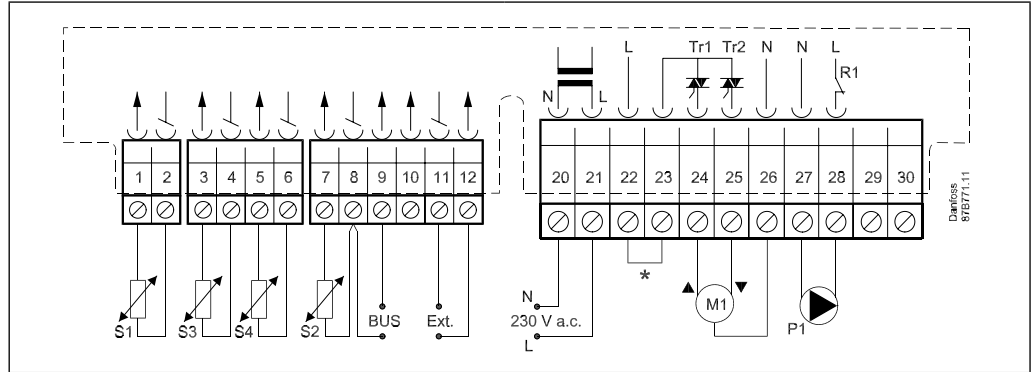 L Tr1 Tr2 N N L
R1
N L
1 2 3 4 5 6 7 8 9 10 11 12 20 21 22 23 24 25 26 27 28 29 30
Danfoss
87B771.11
*
N
BUS Ext. 230 V a.c. M1
S1 S3 S4 S2 L P1